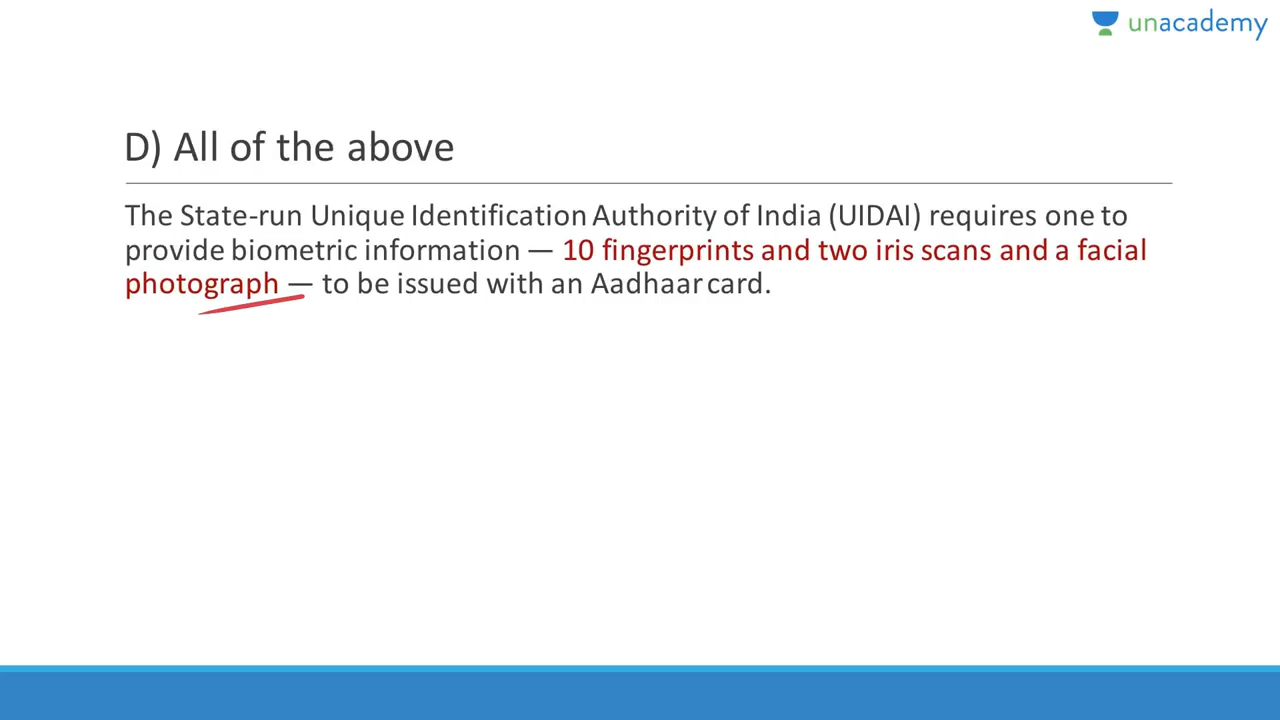 unacademy
D) All of the above
The State-run Unique Identification Authority of India (UIDAI) requires one to
provide biometric information — 10 fingerprints and two iris scans and a facial
photograph — to be issued with an Aadhaar card.